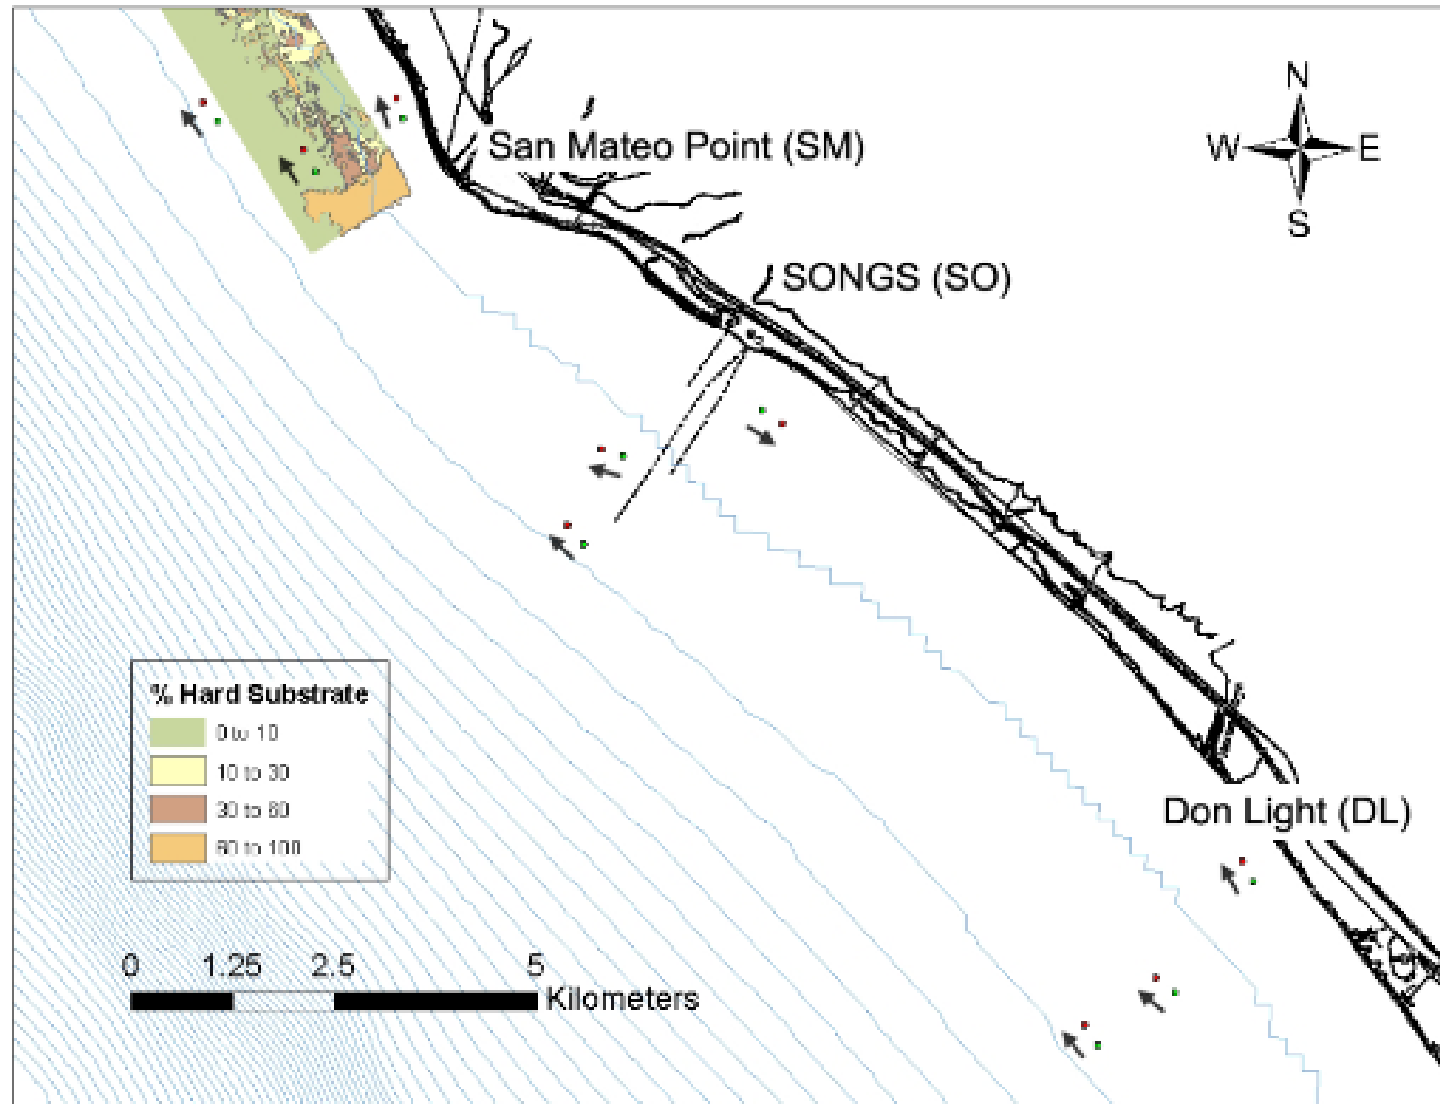 N
W E
S
San Mateo Point (SM)
SONGS (SO)
% Hard Substrate
0 to 10
10 to 30
30 to 60
60 to 100
Don Light (DL)
0 1.25 2.5 5
Kilometers